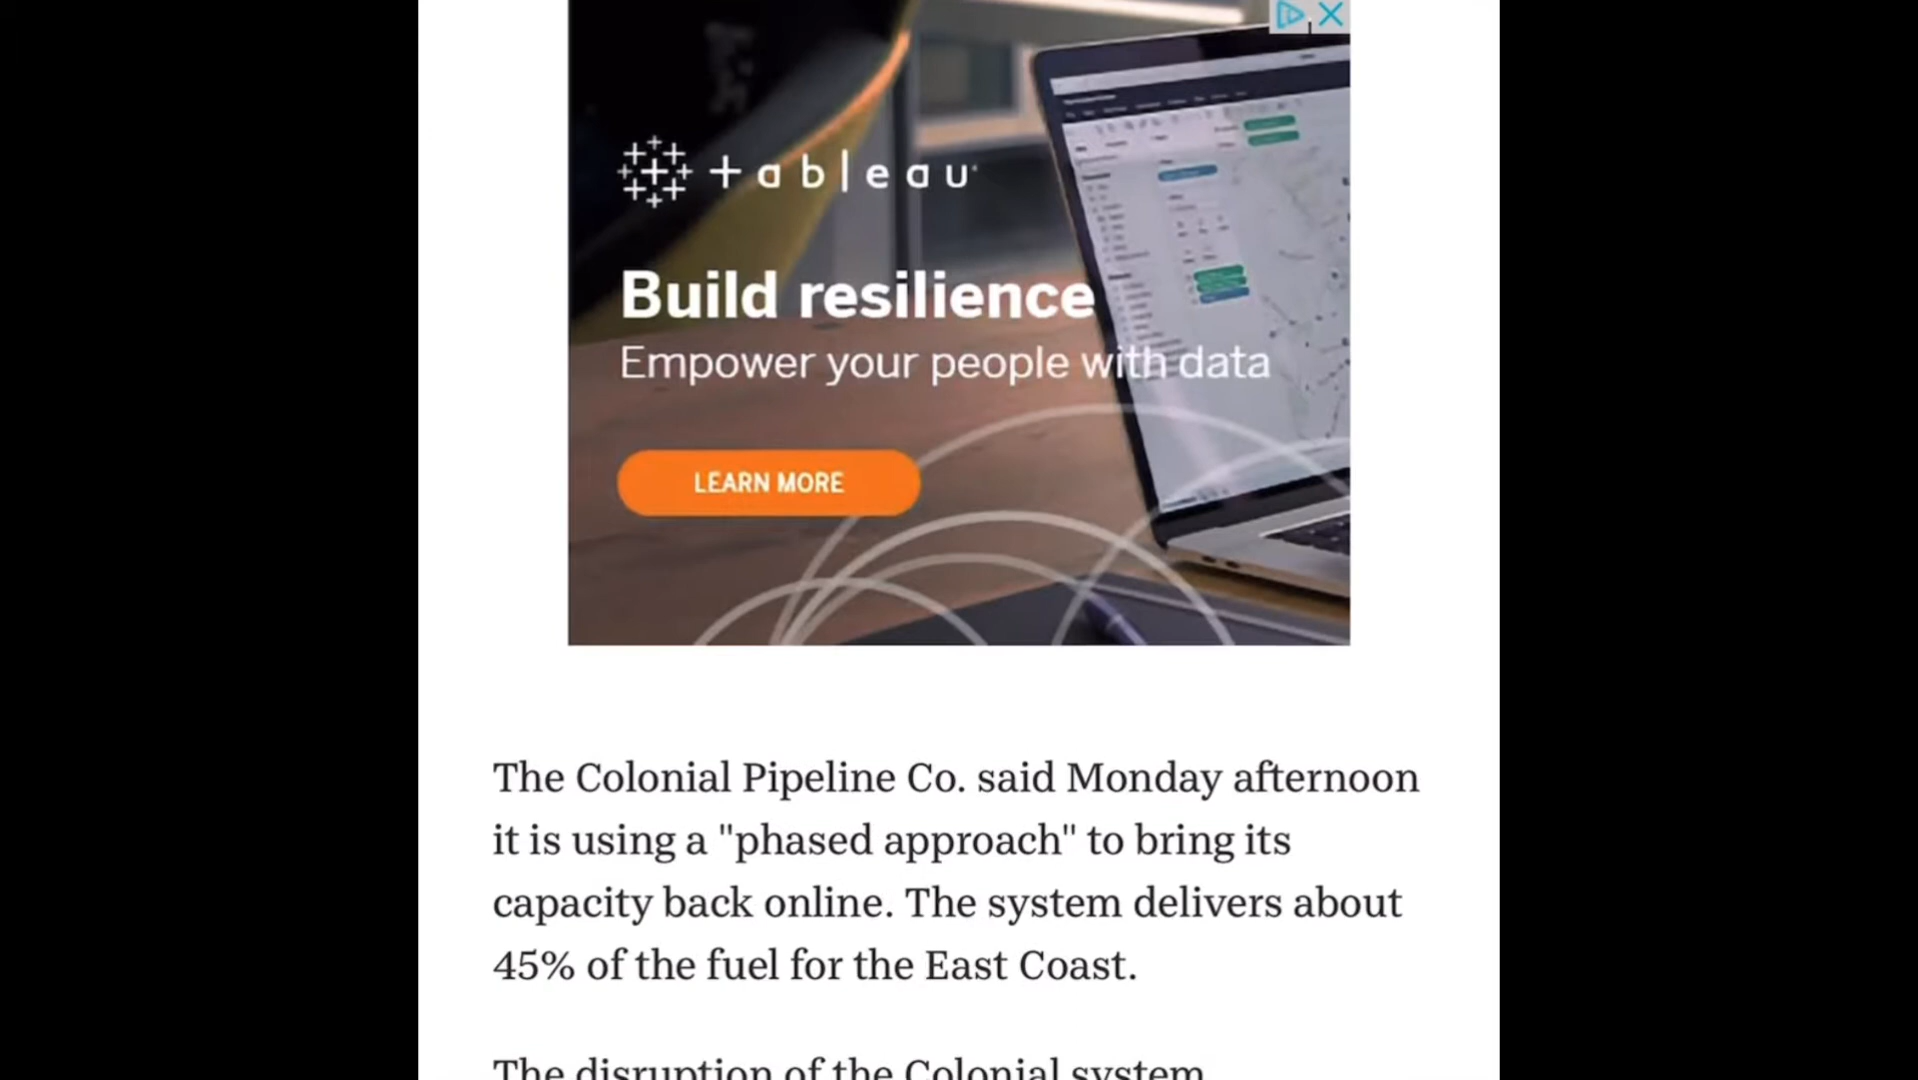 tableau
Build resilience
Empower your people with data
LEARN MORE
The Colonial Pipeline Co. said Monday afternoon
it is using a "phased approach" to bring its
capacity back online. The system delivers about
45% of the fuel for the East Coast.
The disruption of the Colonial system